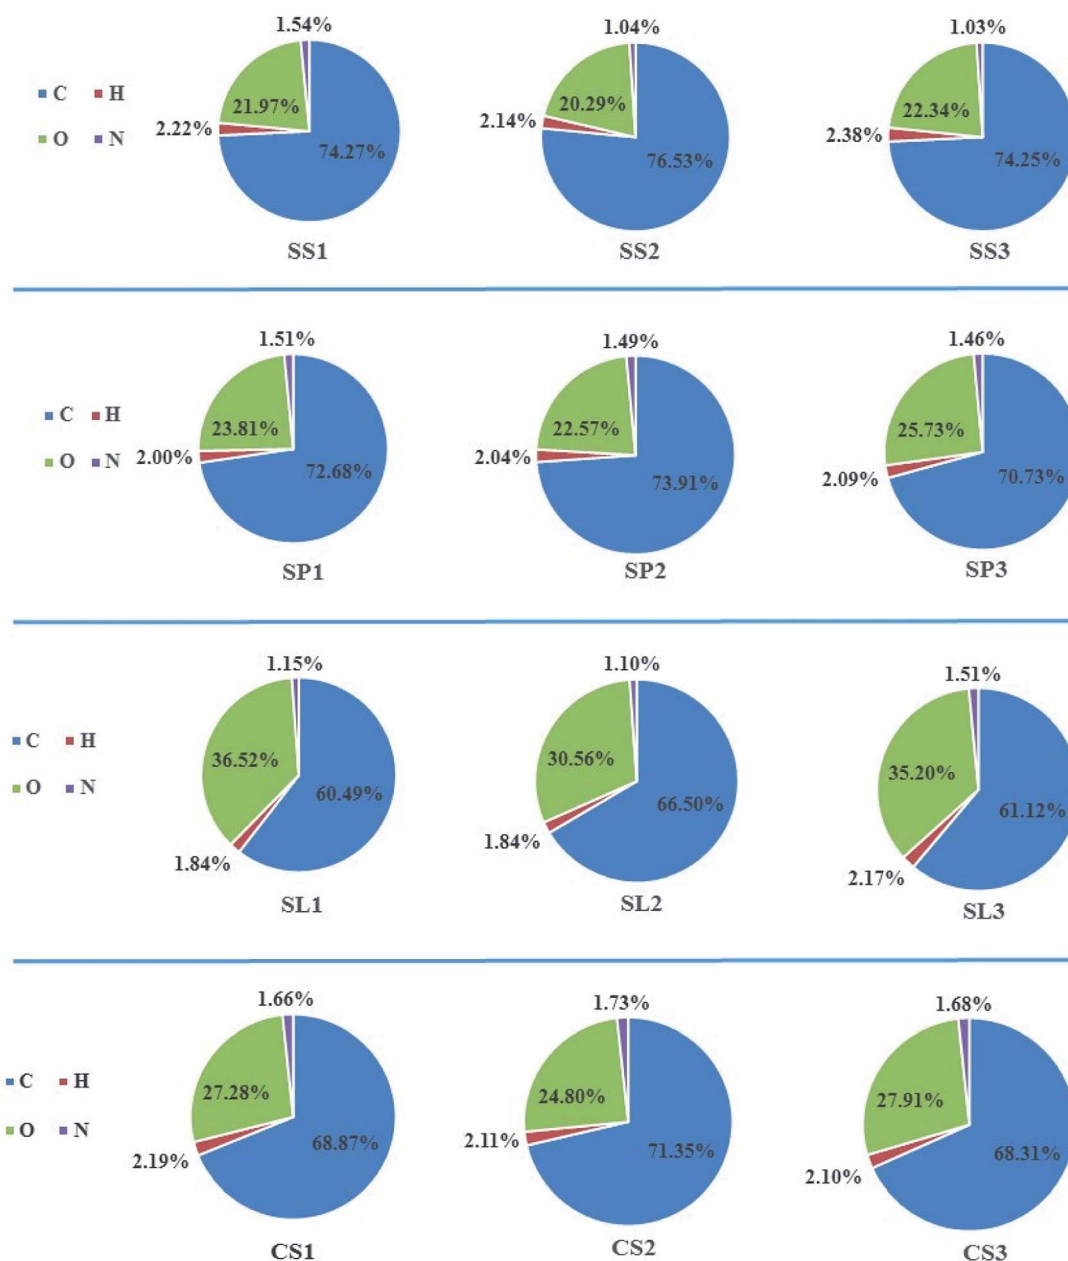 1.54% 1.04% 1.03%
C H
21.97% 20.29% 22.34%
O N
2.22% 2.14% 2.38%
74.27% 76.53% 74.25%
SS1 SS2 SS3
1.51% 1.49% 1.46%
C H
23.81% 22.57% 25.73%
O N
2.00% 2.04% 2.09%
72.68% 73.91% 70.73%
SP1 SP2 SP3
1.15% 1.10% 1.51%
C H
36.52% 30.56% 35.20%
O N
60.49% 66.50% 61.12%
1.84% 1.84% 2.17%
SL1 SL2 SL3
1.66% 1.73% 1.68%
C H
27.28% 24.80% 27.91%
O N
2.19% 2.11% 2.10%
68.87% 71.35% 68.31%
CS1 CS2 CS3